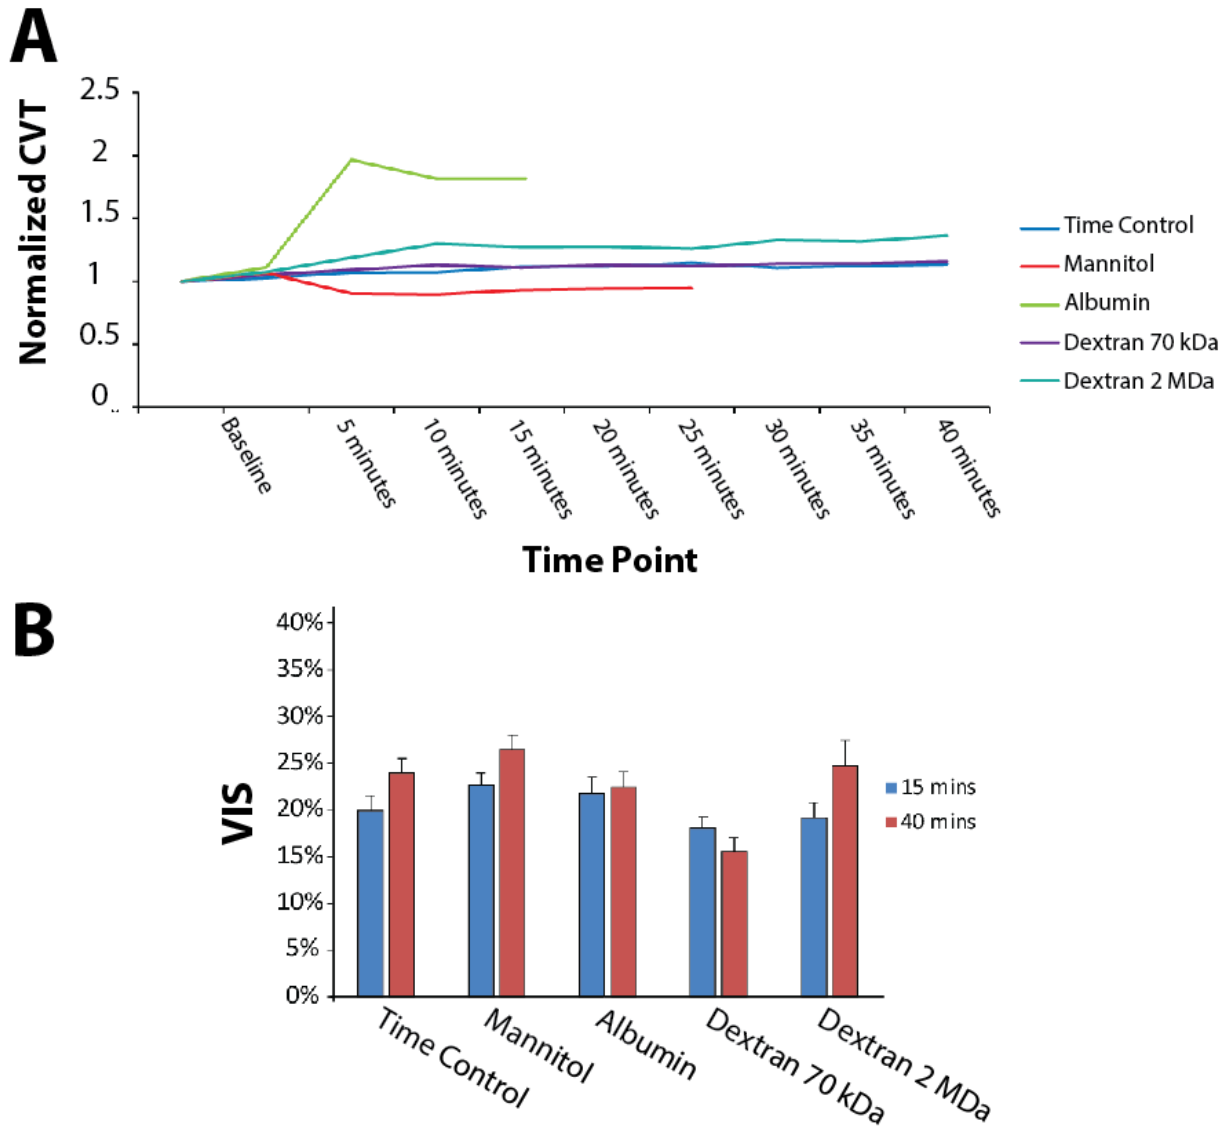 A
Normalized CVT
2.5
2
1.5
1
0.5
0
Baseline
5 minutes
10 minutes
15 minutes
20 minutes
25 minutes
30 minutes
35 minutes
40 minutes
Time Point
Time Control
Mannitol
Albumin
Dextran 70 kDa
Dextran 2 MDa
B
VIS
40%
35%
30%
25%
20%
15%
10%
5%
0%
Time Control
Mannitol
Albumin
Dextran 70 kDa
Dextran 2 MDa
15 mins
40 mins